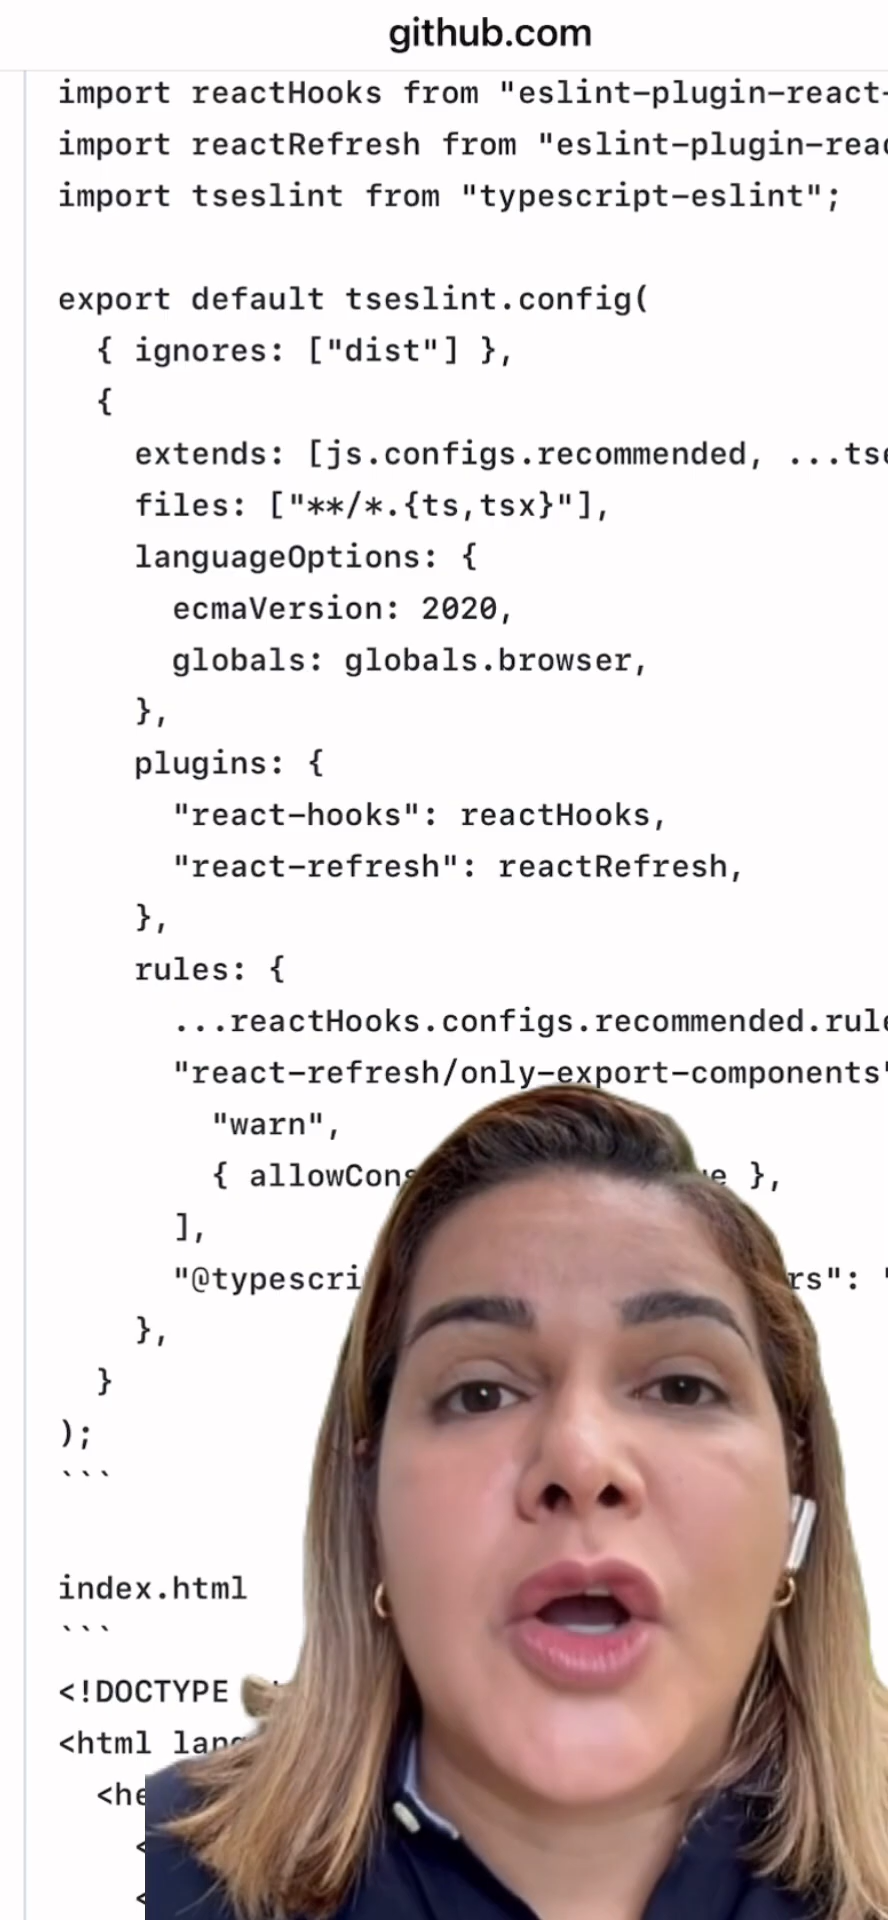 github.com
import reactHooks from "eslint-plugin-react-
import reactRefresh from "eslint-plugin-reac
import tseslint from "typescript-eslint";
export default tseslint.config(
{ ignores: ["dist"] },
{
extends: [js.configs.recommended, ...tse
files: ["**/*.{ts,tsx}"],
languageOptions: {
ecmaVersion: 2020,
globals: globals.browser,
},
plugins: {
"react-hooks": reactHooks,
"react-refresh": reactRefresh,
},
rules: {
...reactHooks.configs.recommended.rule
"react-refresh/only-export-components"
"warn",
{ allowCons e },
],
"@typescri rs": "
},
}
);
```
index.html
```
<!DOCTYPE
<html lang
<he
<
<